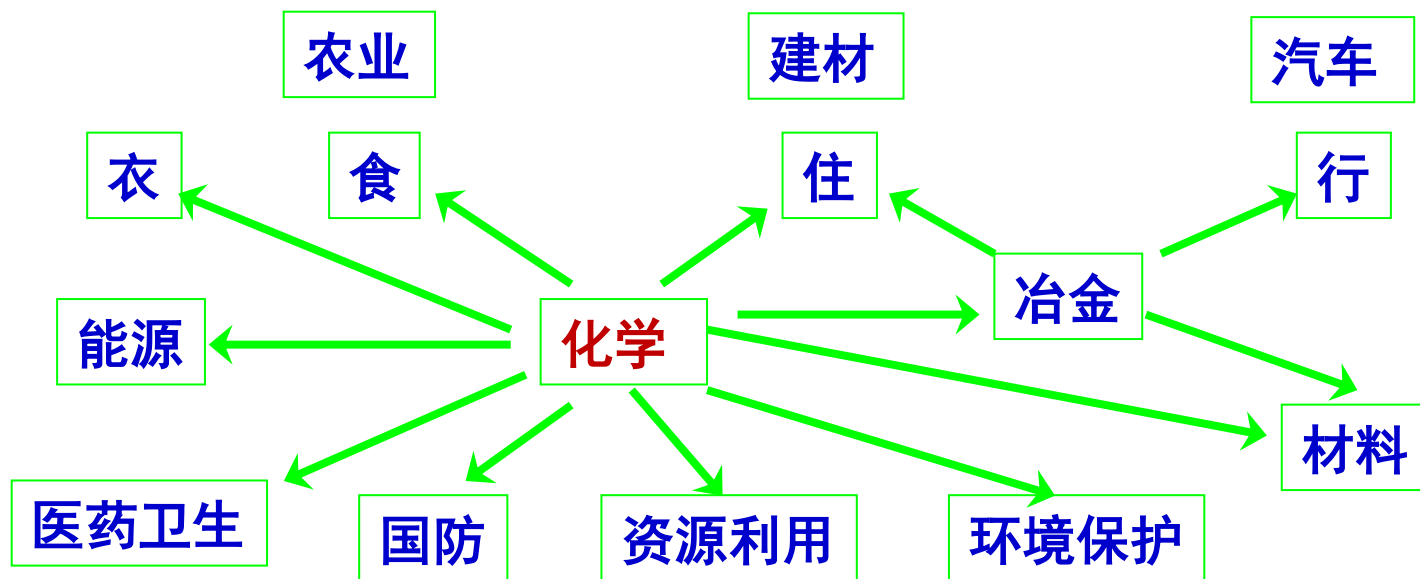 农业
建材
汽车
衣
食
住
行
冶金
能源
化学
材料
医药卫生
国防
资源利用
环境保护